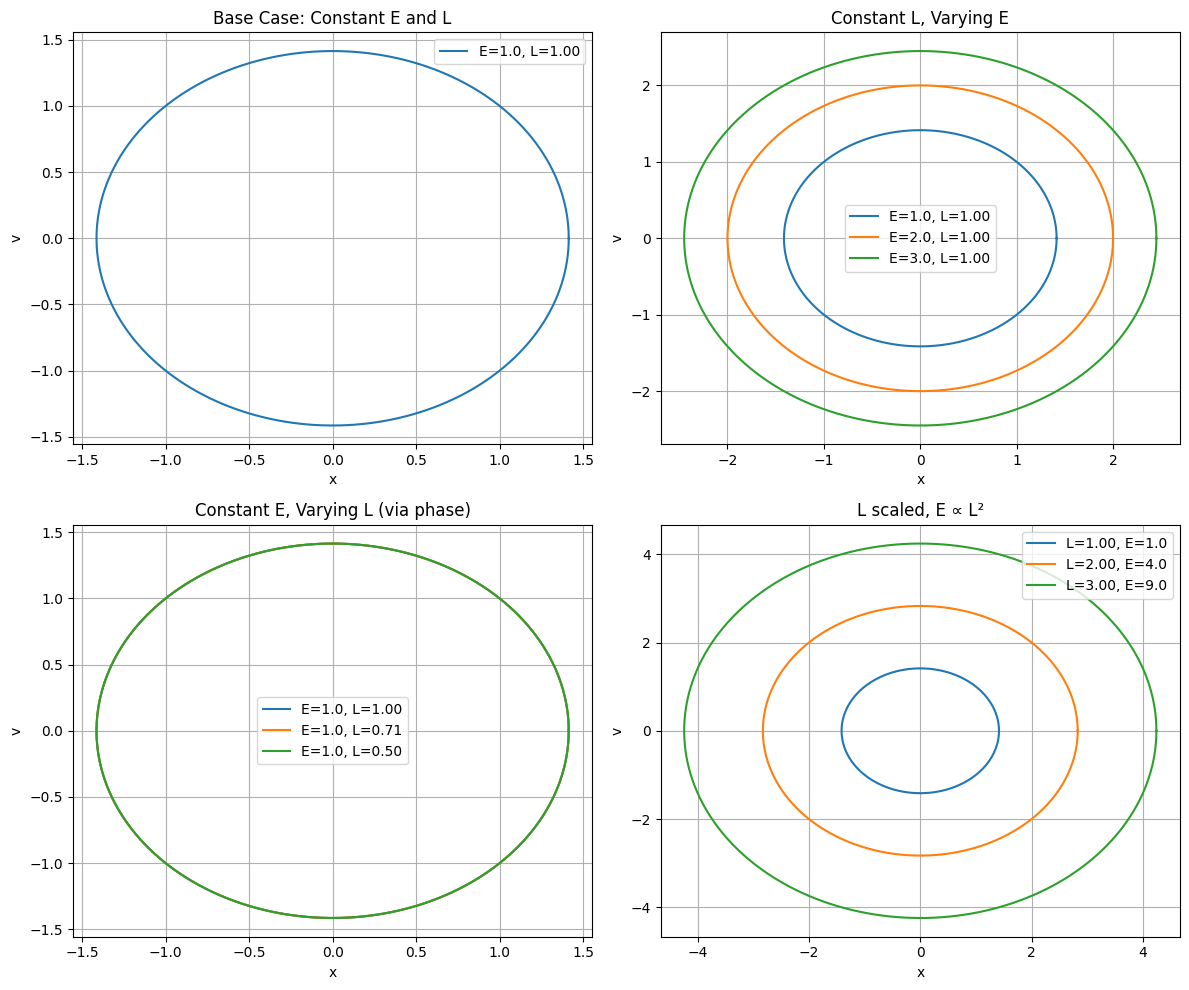 Base Case: Constant E and L
E=1.0, L=1.00
1.5
1.0
0.5
0.0
−0.5
−1.0
−1.5
v
−1.5 −1.0 −0.5 0.0 0.5 1.0 1.5
x
Constant L, Varying E
E=1.0, L=1.00
E=2.0, L=1.00
E=3.0, L=1.00
2
1
0
−1
−2
v
−2 −1 0 1 2
x
Constant E, Varying L (via phase)
E=1.0, L=1.00
E=1.0, L=0.71
E=1.0, L=0.50
1.5
1.0
0.5
0.0
−0.5
−1.0
−1.5
v
−1.5 −1.0 −0.5 0.0 0.5 1.0 1.5
x
L scaled, E ∝ L²
L=1.00, E=1.0
L=2.00, E=4.0
L=3.00, E=9.0
4
2
0
−2
−4
v
−4 −2 0 2 4
x